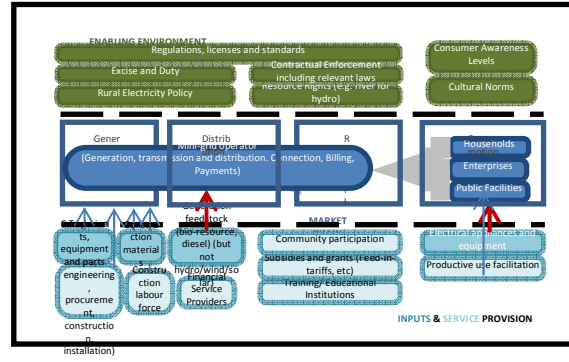 ENABLING ENVIRONMENT
Regulations, licenses and standards
Excise and Duty
Contractual Enforcement
including relevant laws
Rural Electricity Policy
Resource Rights (e.g. river for
hydro)
Consumer Awareness
Levels
Cultural Norms
Gener
Distrib
R
Mini-grid operator
(Generation, transmission and distribution. Connection, Billing,
Payments)
Households
Enterprises
Public Facilities
MARKET
ts,
equipment
and parts
engineering
,
procureme
nt,
constructio
n,
installation)
ction
material
Constru
ction
labour
force
feedstock
(bio-resource,
diesel) (but
not
hydro/wind/so
lar)
Financial
Service
Providers
Community participation
Subsidies and grants (Feed-in-
tariffs, etc)
Training/ Educational
Institutions
Electrical appliances and
equipment
Productive use facilitation
INPUTS & SERVICE PROVISION